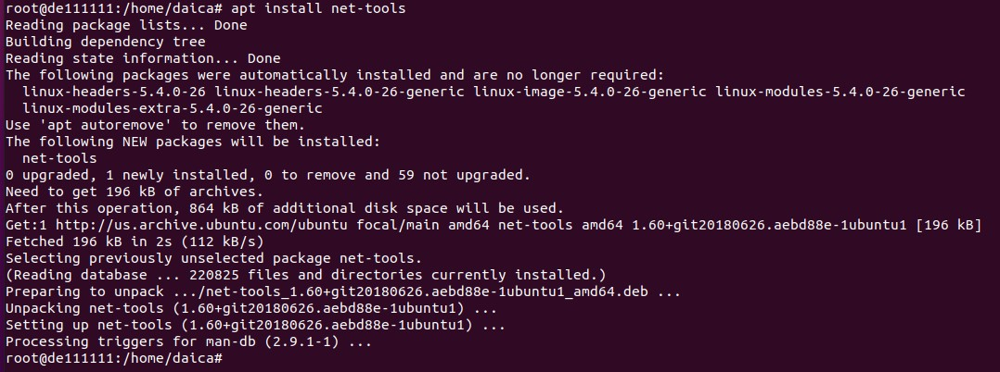 root@de111111:/home/daica# apt install net-tools
Reading package lists... Done
Building dependency tree
Reading state information... Done
The following packages were automatically installed and are no longer required:
  linux-headers-5.4.0-26 linux-headers-5.4.0-26-generic linux-image-5.4.0-26-generic linux-modules-5.4.0-26-generic
  linux-modules-extra-5.4.0-26-generic
Use 'apt autoremove' to remove them.
The following NEW packages will be installed:
  net-tools
0 upgraded, 1 newly installed, 0 to remove and 59 not upgraded.
Need to get 196 kB of archives.
After this operation, 864 kB of additional disk space will be used.
Get:1 http://us.archive.ubuntu.com/ubuntu focal/main amd64 net-tools amd64 1.60+git20180626.aebd88e-1ubuntu1 [196 kB]
Fetched 196 kB in 2s (112 kB/s)
Selecting previously unselected package net-tools.
(Reading database ... 220825 files and directories currently installed.)
Preparing to unpack .../net-tools_1.60+git20180626.aebd88e-1ubuntu1_amd64.deb ...
Unpacking net-tools (1.60+git20180626.aebd88e-1ubuntu1) ...
Setting up net-tools (1.60+git20180626.aebd88e-1ubuntu1) ...
Processing triggers for man-db (2.9.1-1) ...
root@de111111:/home/daica#